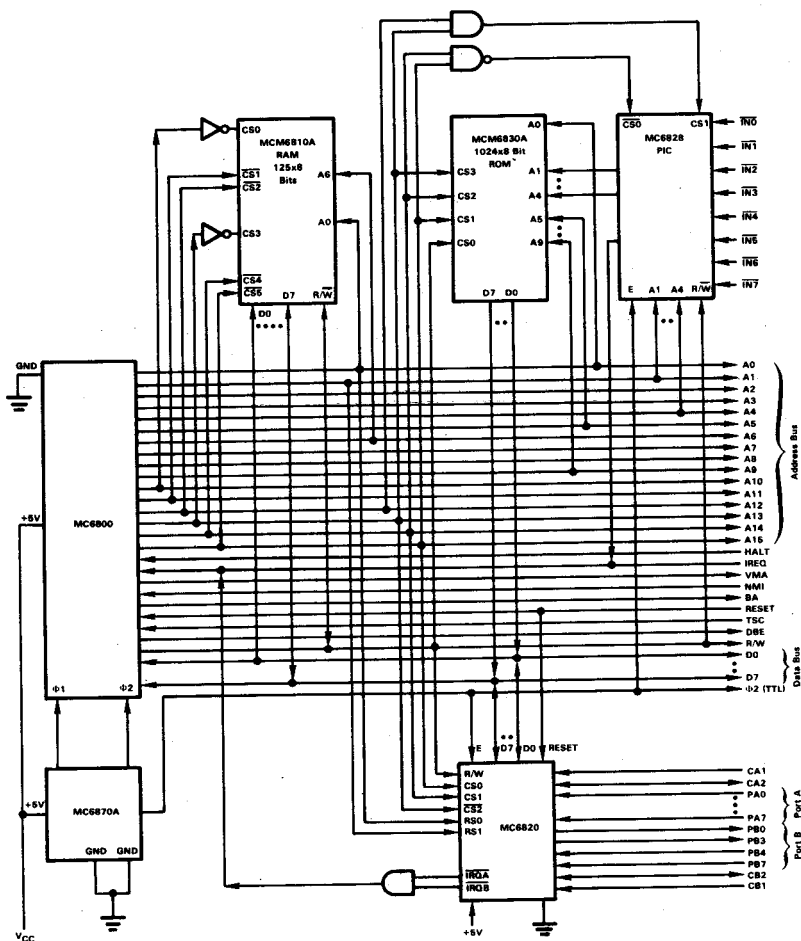 MCM6810A
RAM
125x8
Bits
CS0
CS1
CS2
CS3
CS4
CS5
A6
A0
D0
D7
R/W
MCM6830A
1024x8 Bit
ROM
CS3
CS2
CS1
CS0
A0
A1
A4
A5
A9
D7
D0
MC6828
PIC
CS0
CS1
E
A1
A4
R/W
IN0
IN1
IN2
IN3
IN4
IN5
IN6
IN7
GND
+5V
MC6800
Φ1
Φ2
A0
A1
A2
A3
A4
A5
A6
A7
A8
A9
A10
A11
A12
A13
A14
A15
Address Bus
HALT
IREQ
VMA
NMI
BA
RESET
TSC
DBE
R/W
D0
D7
Data Bus
Φ2 (TTL)
+5V
MC6870A
GND
GND
VCC
E
D7
D0
RESET
R/W
CS0
CS1
CS2
RS0
RS1
MC6820
IRQA
IRQB
+5V
CA1
CA2
PA0
PA7
Port A
PB0
PB3
PB4
PB7
Port B
CB2
CB1